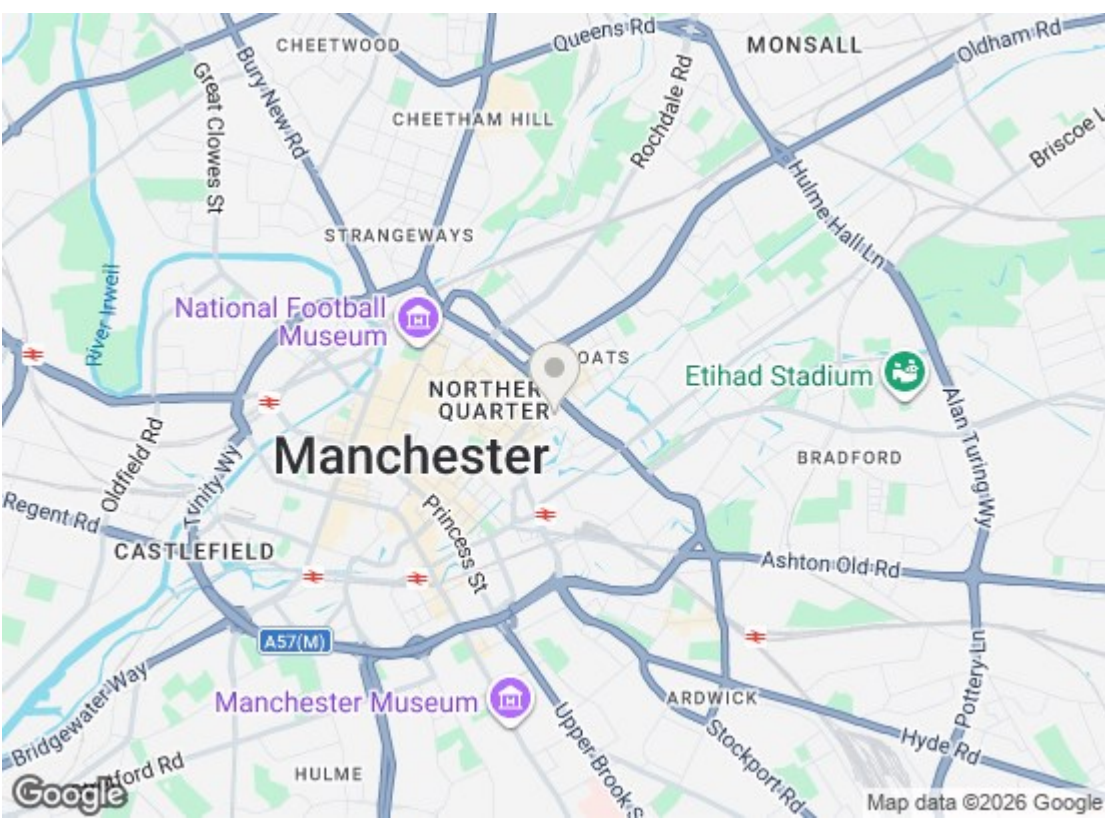 CHEETWOOD
Queens Rd
MONSALL
Oldham Rd
Bury New Rd
Great Clowes St
CHEETHAM HILL
Rochdale Rd
Briscoe L
Hulme Hall Ln
STRANGEWAYS
River Irwell
National Football
Museum
OATS
NORTHER
QUARTER
Etihad Stadium
Alan Turing Wy
Manchester
Oldfield Rd
Trinity Wy
BRADFORD
Regent Rd
Princess St
CASTLEFIELD
Ashton Old Rd
A57(M)
Bridgewater Way
Manchester Museum
Upper Brook S
ARDWICK
Stockport Rd
Pottery Ln
Hyde Rd
ford Rd
HULME
Google
Map data ©2026 Google